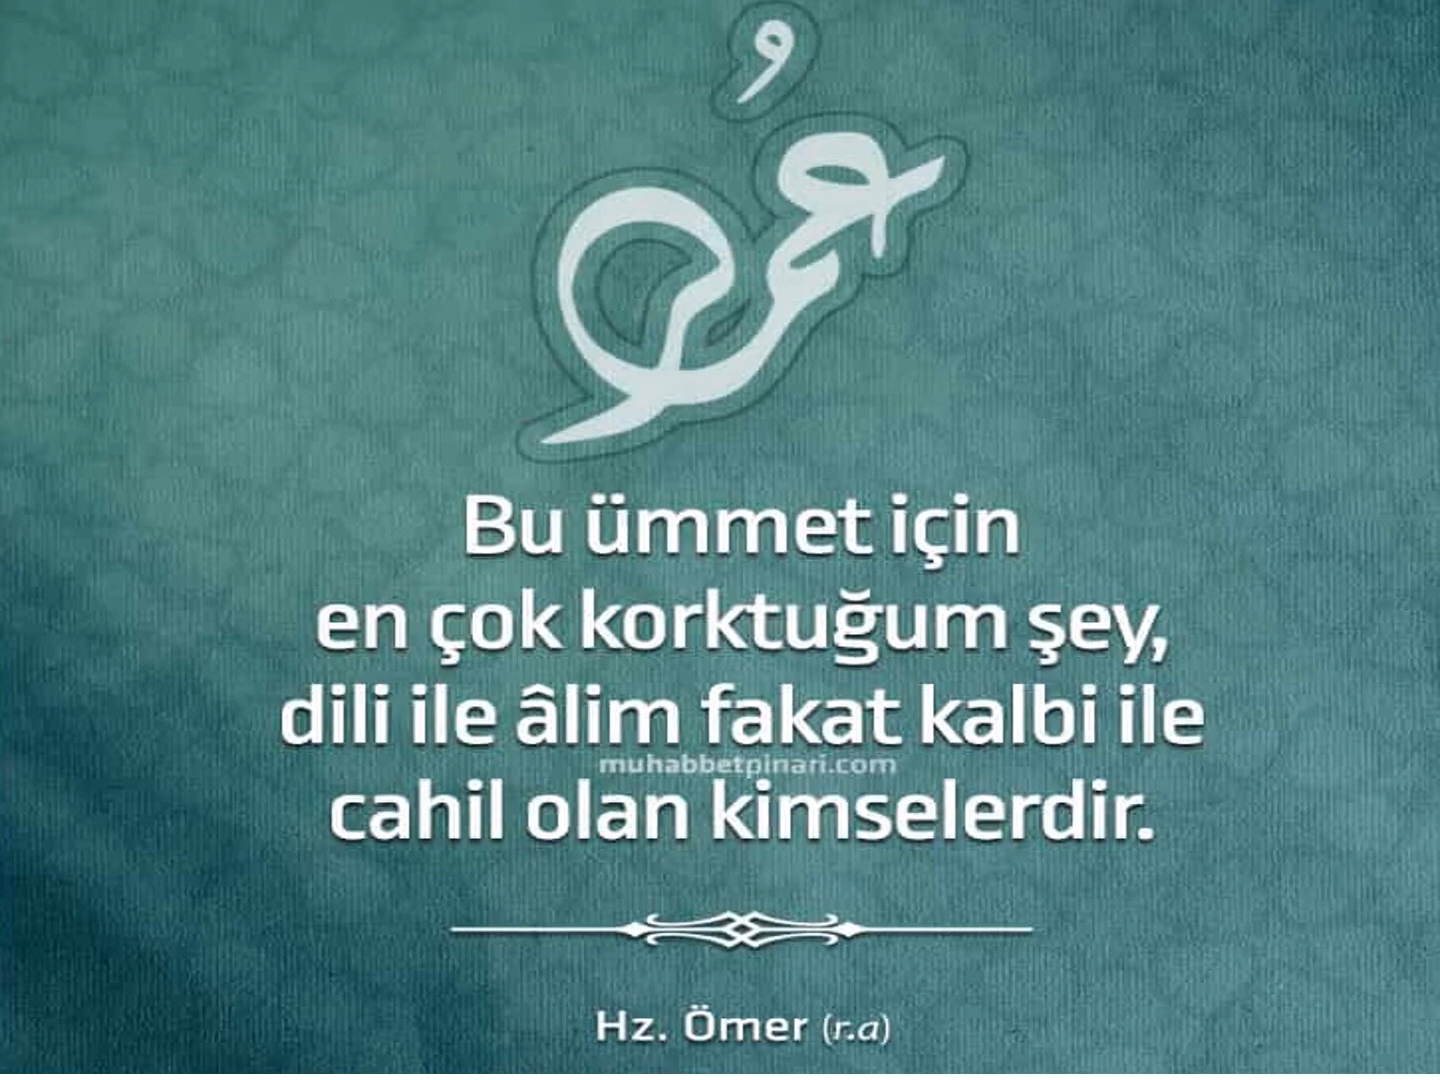 عُمر
Bu ümmet için
en çok korktuğum şey,
dili ile âlim fakat kalbi ile
muhabbetpinari.com
cahil olan kimselerdir.
Hz. Ömer (r.a)